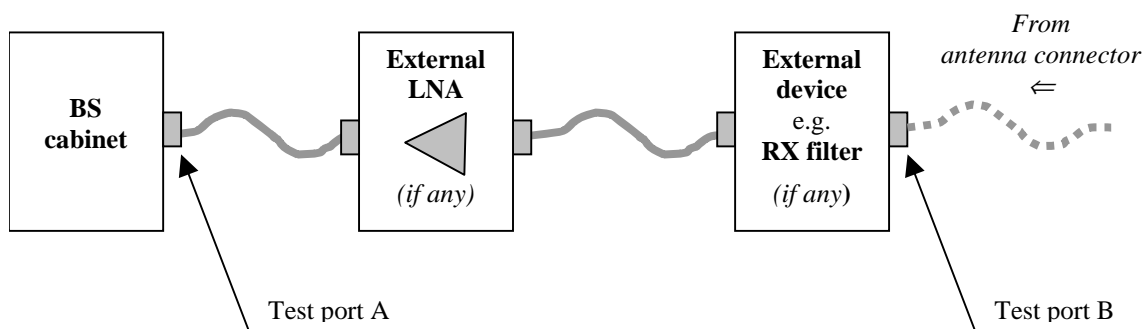 BS
cabinet
External
LNA
(if any)
External
device
e.g.
RX filter
(if any)
From
antenna connector
⇐
Test port A
Test port B